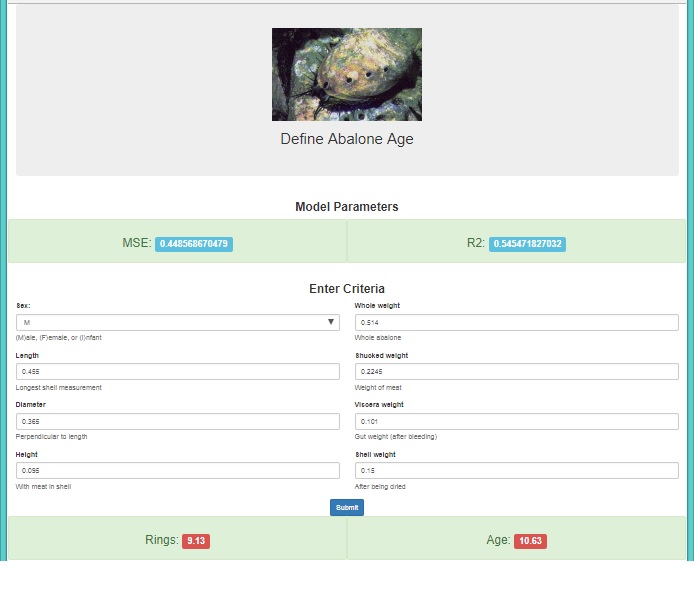 Define Abalone Age
Model Parameters
MSE: 0.448568670479
R2: 0.545471827032
Enter Criteria
Sex:
M
(M)ale, (F)emale, or (I)nfant
Whole weight
0.514
Whole abalone
Length
0.455
Longest shell measurement
Shucked weight
0.2245
Weight of meat
Diameter
0.365
Perpendicular to length
Viscera weight
0.101
Gut weight (after bleeding)
Height
0.095
With meat in shell
Shell weight
0.15
After being dried
Submit
Rings: 9.13
Age: 10.63